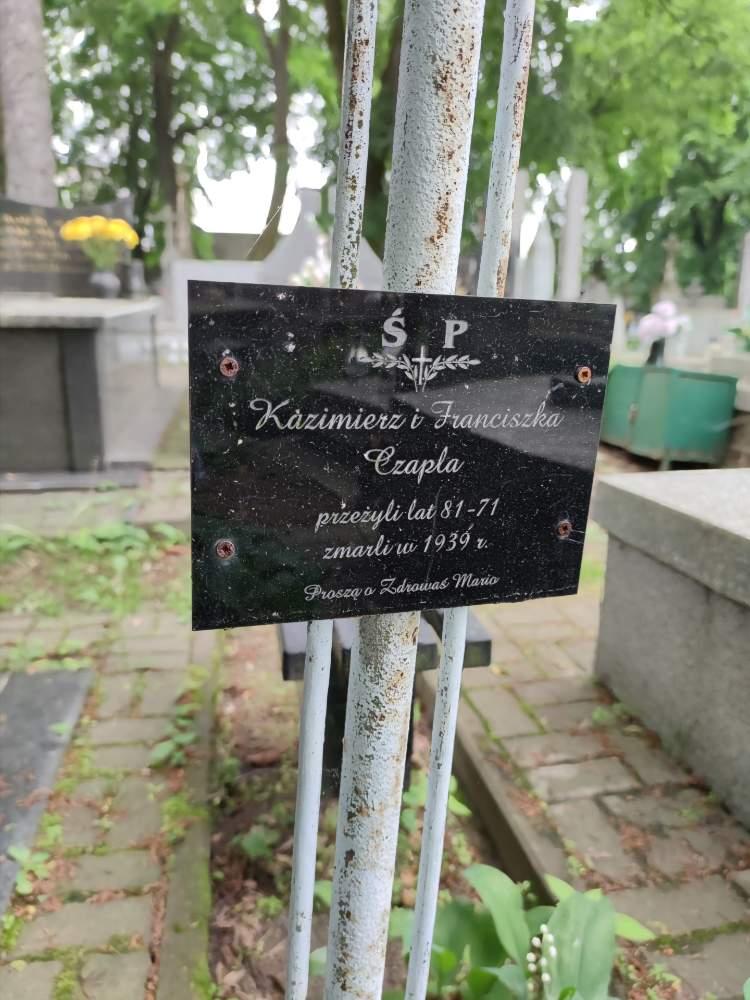 Ś P
Kazimierz i Franciszka
Czapla
przeżyli lat 81-71
zmarli w 1939 r.
Proszą o Zdrowaś Mario